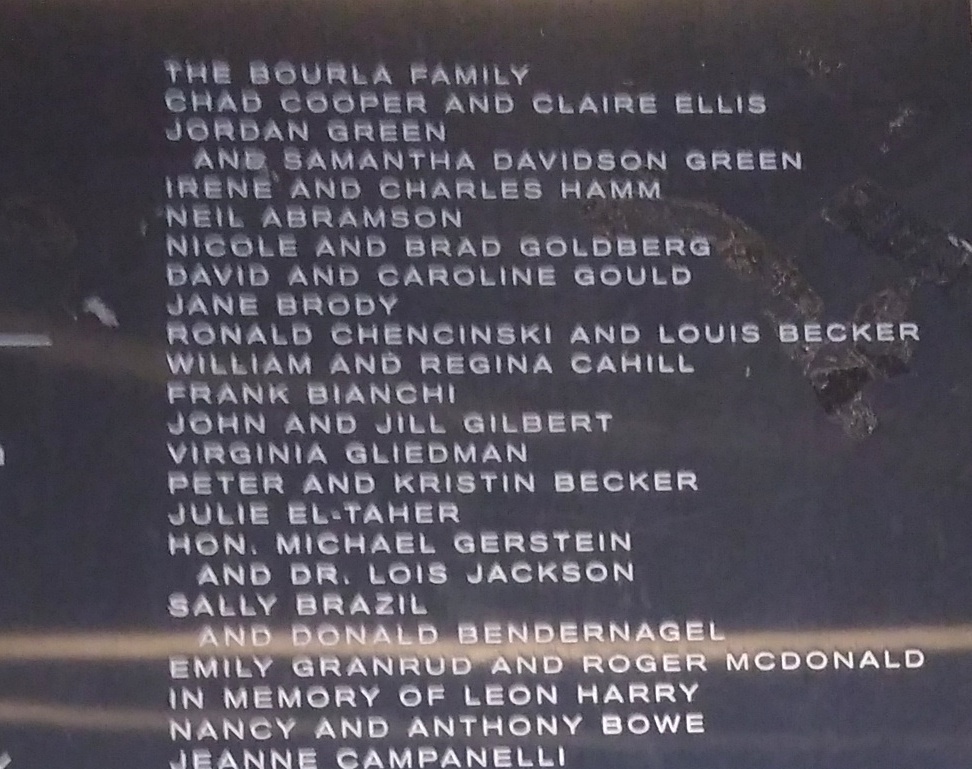 THE BOURLA FAMILY
CHAD COOPER AND CLAIRE ELLIS
JORDAN GREEN
AND SAMANTHA DAVIDSON GREEN
IRENE AND CHARLES HAMM
NEIL ABRAMSON
NICOLE AND BRAD GOLDBERG
DAVID AND CAROLINE GOULD
JANE BRODY
RONALD CHENCINSKI AND LOUIS BECKER
WILLIAM AND REGINA CAHILL
FRANK BIANCHI
JOHN AND JILL GILBERT
VIRGINIA GLIEDMAN
PETER AND KRISTIN BECKER
JULIE EL-TAHER
HON. MICHAEL GERSTEIN
AND DR. LOIS JACKSON
SALLY BRAZIL
AND DONALD BENDERNAGEL
EMILY GRANRUD AND ROGER MCDONALD
IN MEMORY OF LEON HARRY
NANCY AND ANTHONY BOWE
JEANNE CAMPANELLI